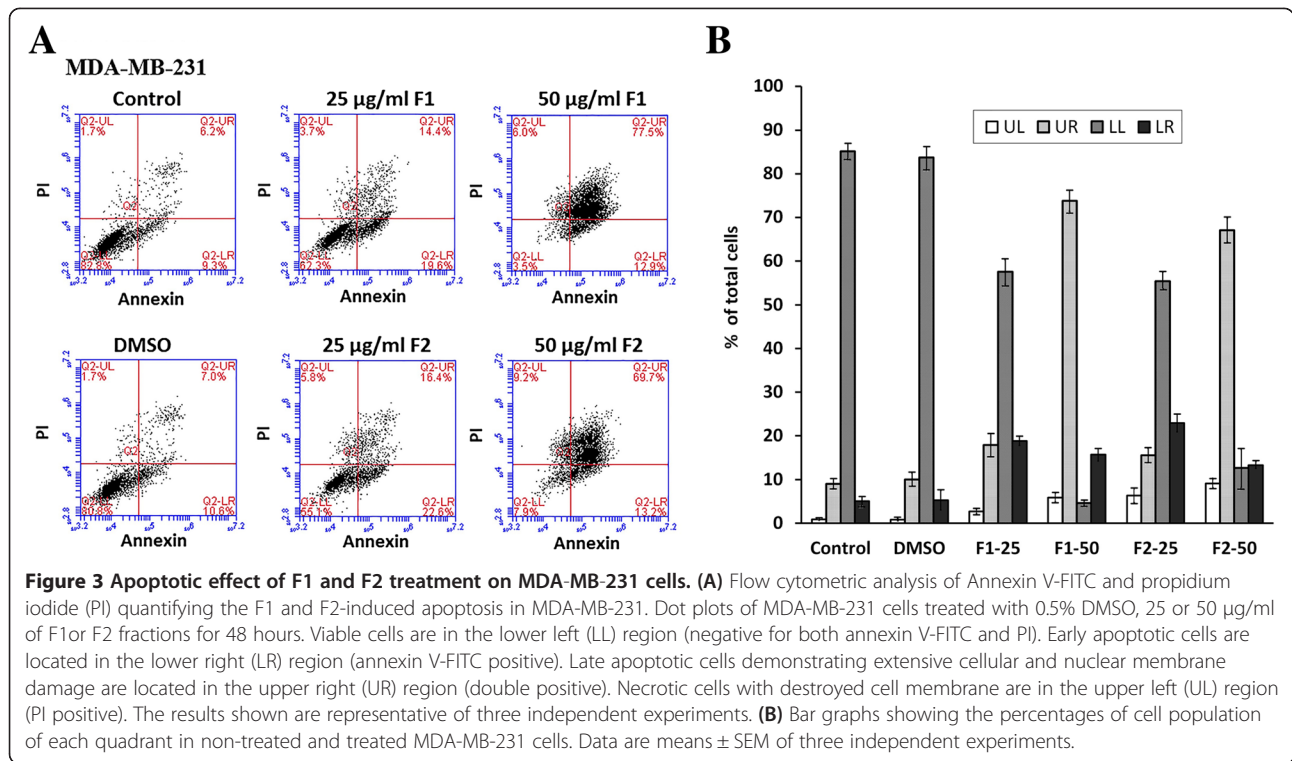 A
MDA-MB-231
Control
Q2-UL
1.7%
Q2-UR
6.2%
Q2
Q2-LL
82.8%
Q2-LR
9.3%
PI
Annexin
25 µg/ml F1
Q2-UL
3.7%
Q2-UR
14.4%
Q2-LL
62.3%
Q2-LR
19.6%
PI
Annexin
50 µg/ml F1
Q2-UL
6.0%
Q2-UR
77.5%
Q2-LL
3.5%
Q2-LR
12.9%
PI
Annexin
DMSO
Q2-UL
1.7%
Q2-UR
7.0%
Q2
Q2-LL
80.8%
Q2-LR
10.6%
PI
Annexin
25 µg/ml F2
Q2-UL
5.8%
Q2-UR
16.4%
Q2-LL
55.1%
Q2-LR
22.6%
PI
Annexin
50 µg/ml F2
Q2-UL
9.2%
Q2-UR
69.7%
Q2-LL
7.9%
Q2-LR
13.2%
PI
Annexin
B
UL UR LL LR
% of total cells
100
90
80
70
60
50
40
30
20
10
0
Control DMSO F1-25 F1-50 F2-25 F2-50
Figure 3 Apoptotic effect of F1 and F2 treatment on MDA-MB-231 cells. (A) Flow cytometric analysis of Annexin V-FITC and propidium
iodide (PI) quantifying the F1 and F2-induced apoptosis in MDA-MB-231. Dot plots of MDA-MB-231 cells treated with 0.5% DMSO, 25 or 50 µg/ml
of F1or F2 fractions for 48 hours. Viable cells are in the lower left (LL) region (negative for both annexin V-FITC and PI). Early apoptotic cells are
located in the lower right (LR) region (annexin V-FITC positive). Late apoptotic cells demonstrating extensive cellular and nuclear membrane
damage are located in the upper right (UR) region (double positive). Necrotic cells with destroyed cell membrane are in the upper left (UL) region
(PI positive). The results shown are representative of three independent experiments. (B) Bar graphs showing the percentages of cell population
of each quadrant in non-treated and treated MDA-MB-231 cells. Data are means ± SEM of three independent experiments.